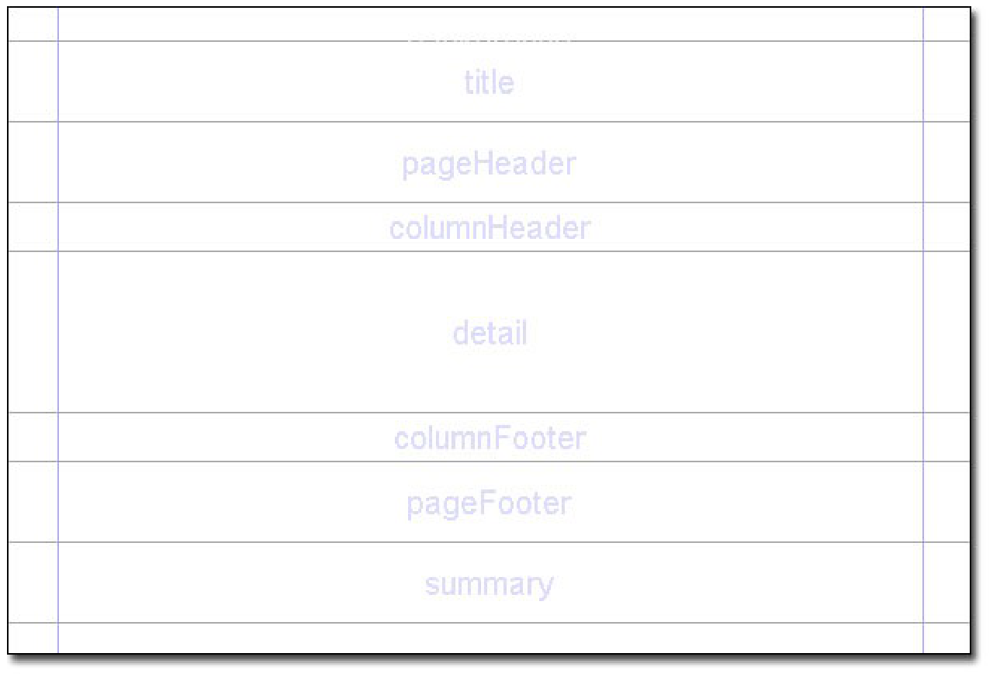 title
pageHeader
columnHeader
detail
columnFooter
pageFooter
summary